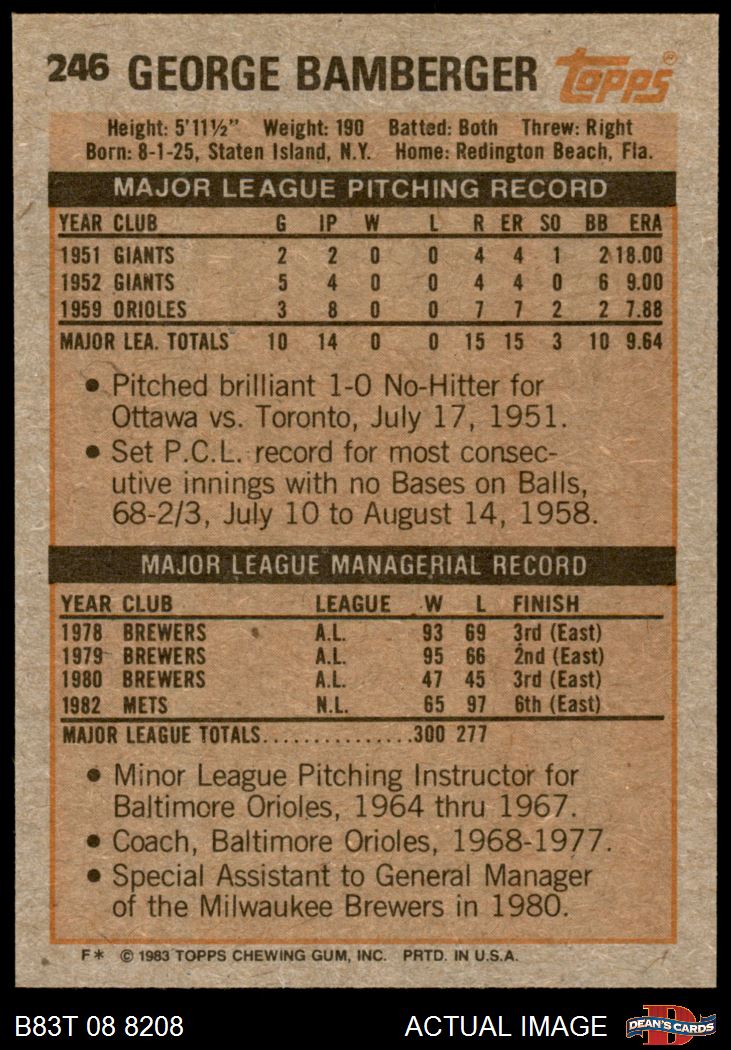 246 GEORGE BAMBERGER Topps®
Height: 5'11½" Weight: 190 Batted: Both Threw: Right
Born: 8-1-25, Staten Island, N.Y. Home: Redington Beach, Fla.
MAJOR LEAGUE PITCHING RECORD
YEAR CLUB G IP W L R ER SO BB ERA
1951 GIANTS 2 2 0 0 4 4 1 2 18.00
1952 GIANTS 5 4 0 0 4 4 0 6 9.00
1959 ORIOLES 3 8 0 0 7 7 2 2 7.88
MAJOR LEA. TOTALS 10 14 0 0 15 15 3 10 9.64
• Pitched brilliant 1-0 No-Hitter for
Ottawa vs. Toronto, July 17, 1951.
• Set P.C.L. record for most consec-
utive innings with no Bases on Balls,
68-2/3, July 10 to August 14, 1958.
MAJOR LEAGUE MANAGERIAL RECORD
YEAR CLUB LEAGUE W L FINISH
1978 BREWERS A.L. 93 69 3rd (East)
1979 BREWERS A.L. 95 66 2nd (East)
1980 BREWERS A.L. 47 45 3rd (East)
1982 METS N.L. 65 97 6th (East)
MAJOR LEAGUE TOTALS...............300 277
• Minor League Pitching Instructor for
Baltimore Orioles, 1964 thru 1967.
• Coach, Baltimore Orioles, 1968-1977.
• Special Assistant to General Manager
of the Milwaukee Brewers in 1980.
F* © 1983 TOPPS CHEWING GUM, INC. PRTD. IN U.S.A.
B83T 08 8208 ACTUAL IMAGE D DEAN'S CARDS